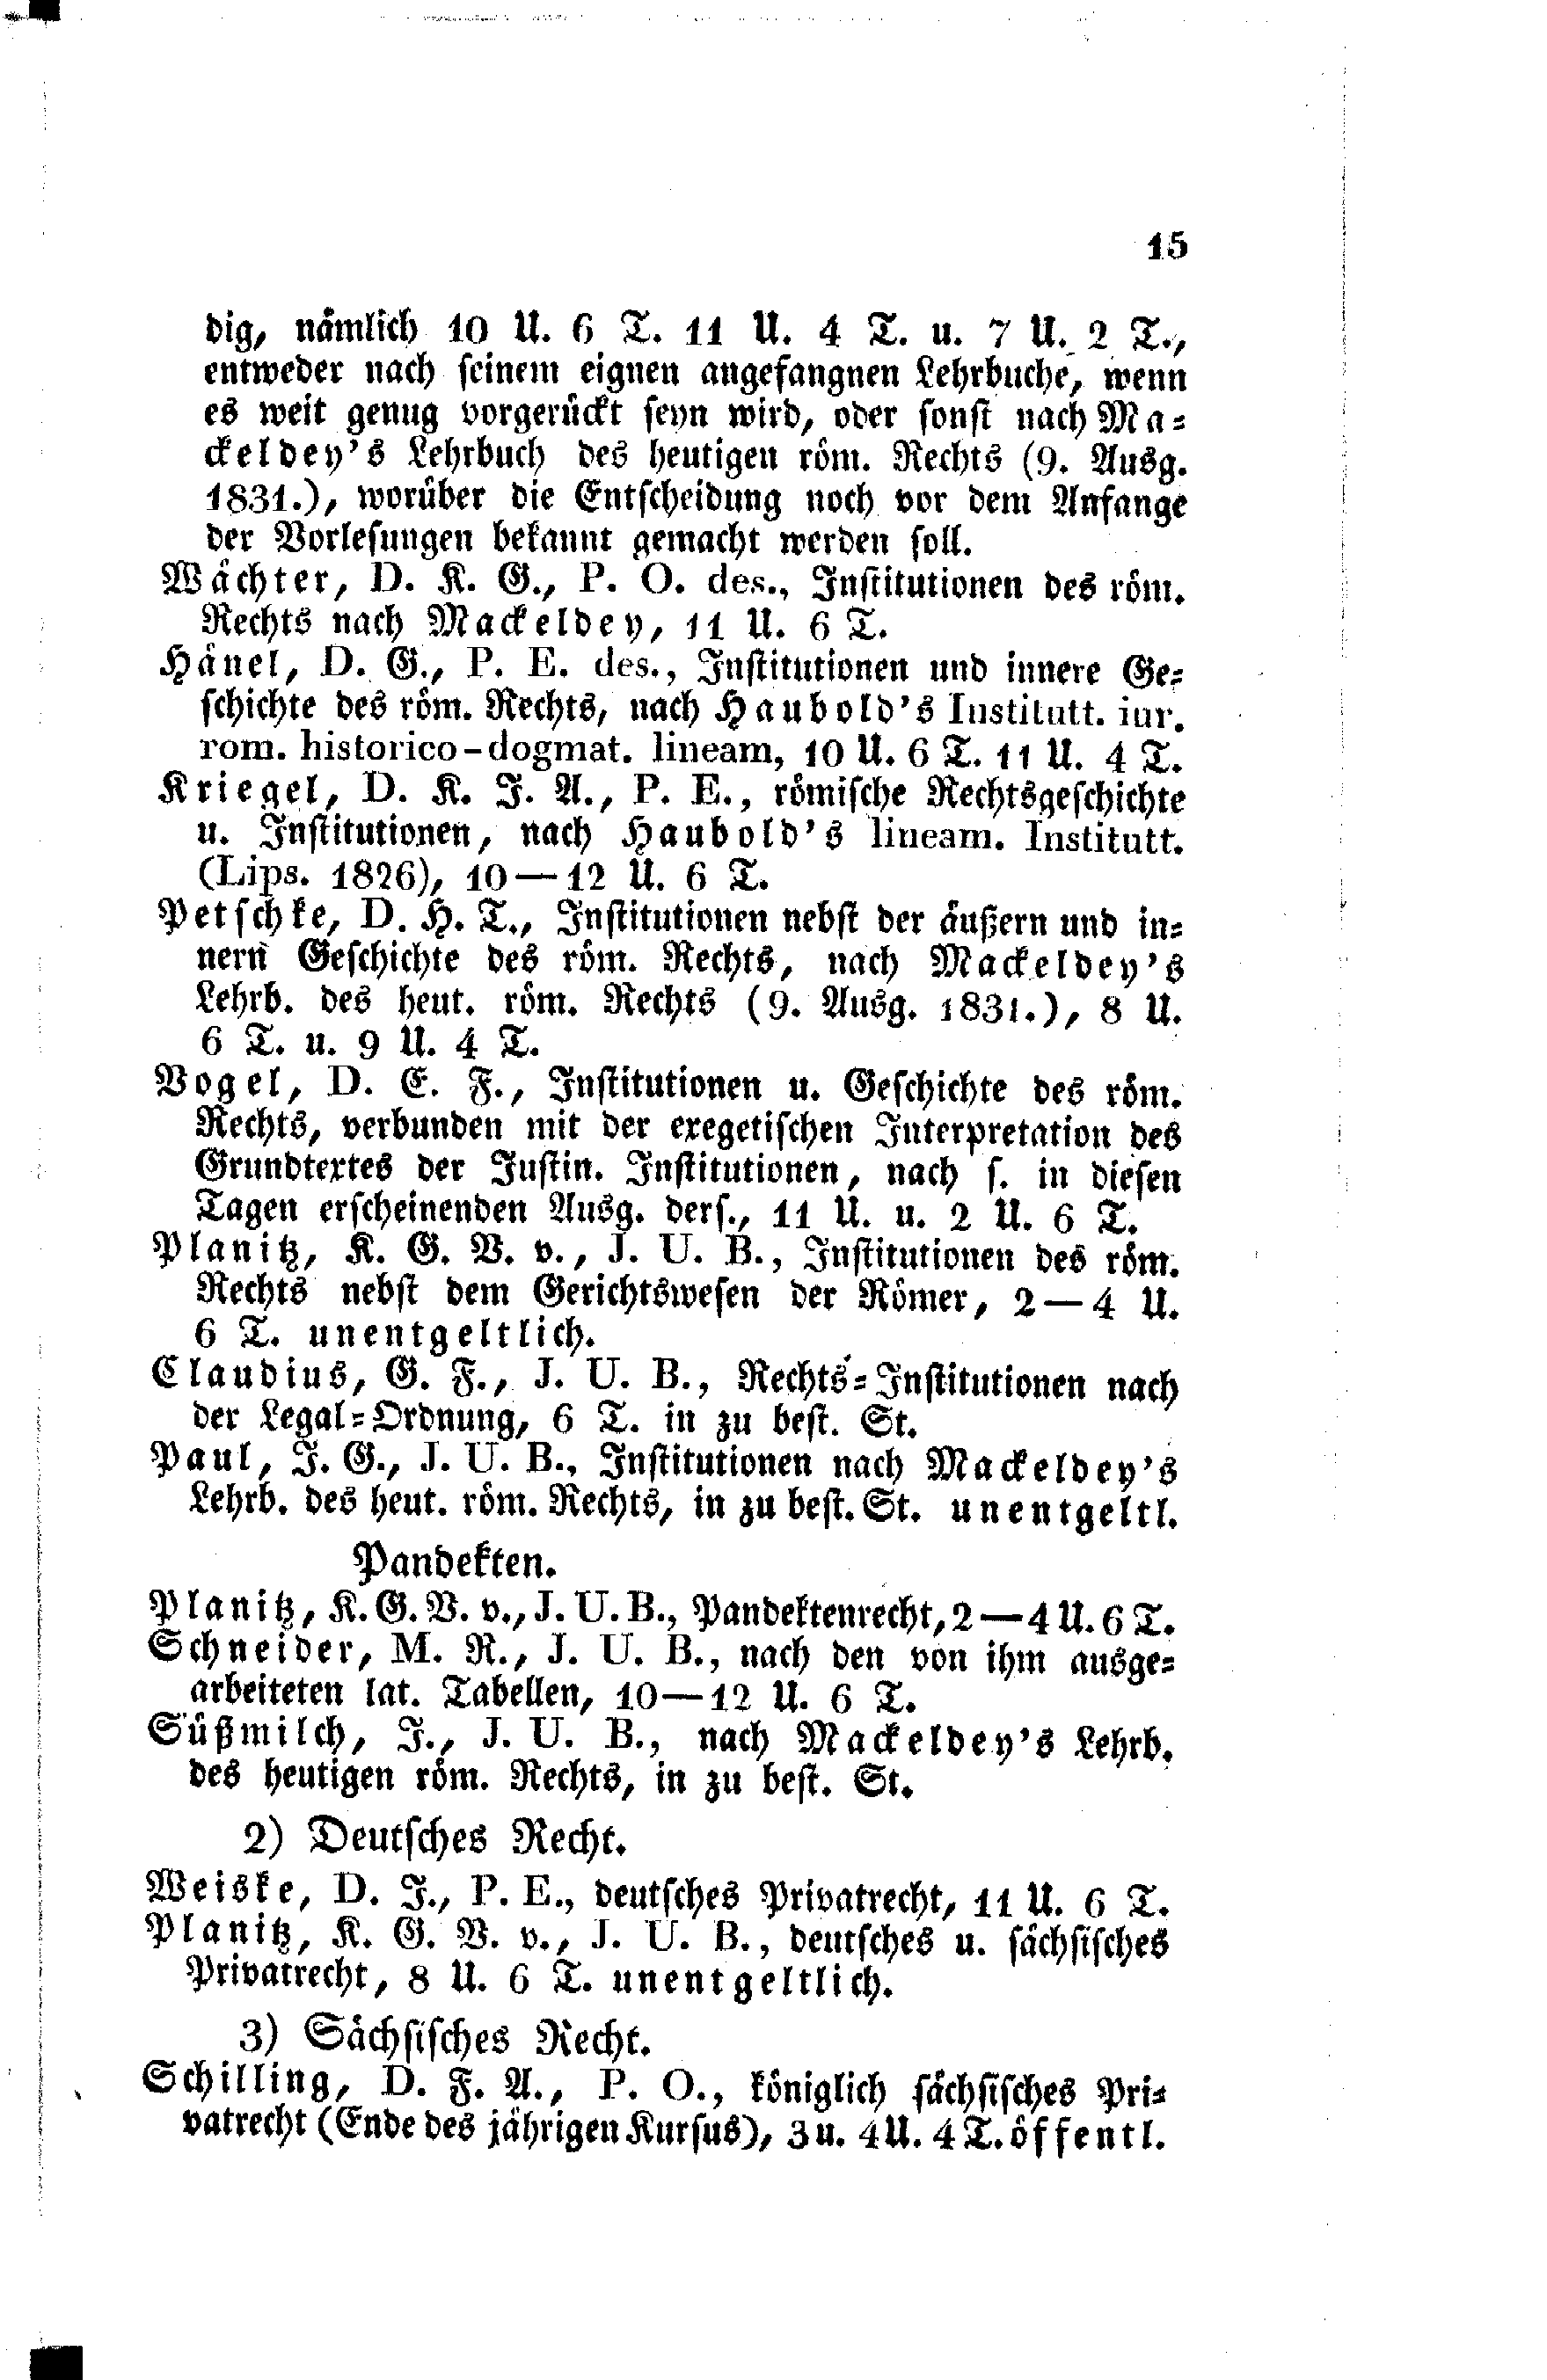 15
dig, nämlich 10 U. 6 T. 11 U. 4 T. u. 7 U. 2 T.,
entweder nach seinem eignen angefangnen Lehrbuche, wenn
es weit genug vorgerückt seyn wird, oder sonst nach Ma-
ckeldey's Lehrbuch des heutigen röm. Rechts (9. Ausg.
1831.), worüber die Entscheidung noch vor dem Anfange
der Vorlesungen bekannt gemacht werden soll.
Wächter, D. K. G., P. O. des., Institutionen des röm.
Rechts nach Mackeldey, 11 U. 6 T.
Hänel, D. G., P. E. des., Institutionen und innere Ge-
schichte des röm. Rechts, nach Haubold's Institutt. iur.
rom. historico-dogmat. lineam, 10 U. 6 T. 11 U. 4 T.
Kriegel, D. K. J. A., P. E., römische Rechtsgeschichte
u. Institutionen, nach Haubold's lineam. Institutt.
(Lips. 1826), 10—12 U. 6 T.
Petschke, D. H. T., Institutionen nebst der äußern und in-
nern Geschichte des röm. Rechts, nach Mackeldey's
Lehrb. des heut. röm. Rechts (9. Ausg. 1831.), 8 U.
6 T. u. 9 U. 4 T.
Vogel, D. E. F., Institutionen u. Geschichte des röm.
Rechts, verbunden mit der exegetischen Interpretation des
Grundtextes der Justin. Institutionen, nach s. in diesen
Tagen erscheinenden Ausg. ders., 11 U. u. 2 U. 6 T.
Planitz, K. G. V. v., J. U. B., Institutionen des röm.
Rechts nebst dem Gerichtswesen der Römer, 2—4 U.
6 T. unentgeltlich.
Claudius, G. F., J. U. B., Rechts-Institutionen nach
der Legal-Ordnung, 6 T. in zu best. St.
Paul, J. G., J. U. B., Institutionen nach Mackeldey's
Lehrb. des heut. röm. Rechts, in zu best. St. unentgeltl.
Pandekten.
Planitz, K. G. V. v., J. U. B., Pandektenrecht, 2—4 U. 6 T.
Schneider, M. R., J. U. B., nach den von ihm ausge-
arbeiteten lat. Tabellen, 10—12 U. 6 T.
Süßmilch, J., J. U. B., nach Mackeldey's Lehrb.
des heutigen röm. Rechts, in zu best. St.
2) Deutsches Recht.
Weiske, D. J., P. E., deutsches Privatrecht, 11 U. 6 T.
Planitz, K. G. V. v., J. U. B., deutsches u. sächsisches
Privatrecht, 8 U. 6 T. unentgeltlich.
3) Sächsisches Recht.
Schilling, D. F. A., P. O., königlich sächsisches Pri-
vatrecht (Ende des jährigen Kursus), 3 u. 4 U. 4 T. öffentl.